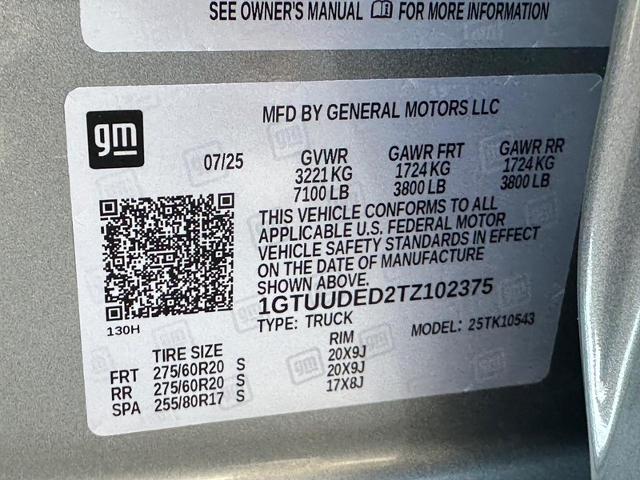 SEE OWNER'S MANUAL FOR MORE INFORMATION
MFD BY GENERAL MOTORS LLC
gm
07/25 GVWR GAWR FRT GAWR RR
3221 KG 1724 KG 1724 KG
7100 LB 3800 LB 3800 LB
THIS VEHICLE CONFORMS TO ALL
APPLICABLE U.S. FEDERAL MOTOR
VEHICLE SAFETY STANDARDS IN EFFECT
ON THE DATE OF MANUFACTURE
SHOWN ABOVE.
1GTUUDED2TZ102375
130H
TYPE: TRUCK MODEL: 25TK10543
TIRE SIZE RIM
FRT 275/60R20 S 20X9J
RR 275/60R20 S 20X9J
SPA 255/80R17 S 17X8J